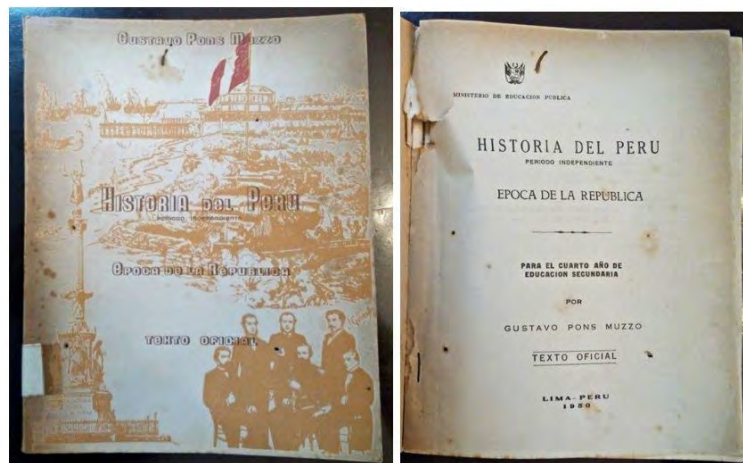 GUSTAVO PONS MUZZO
HISTORIA DEL PERU
PERIODO INDEPENDIENTE
EPOCA DE LA REPUBLICA
TEXTO OFICIAL
MINISTERIO DE EDUCACION PUBLICA
HISTORIA DEL PERU
PERIODO INDEPENDIENTE
EPOCA DE LA REPUBLICA
PARA EL CUARTO AÑO DE
EDUCACION SECUNDARIA
POR
GUSTAVO PONS MUZZO
TEXTO OFICIAL
LIMA-PERU
1950